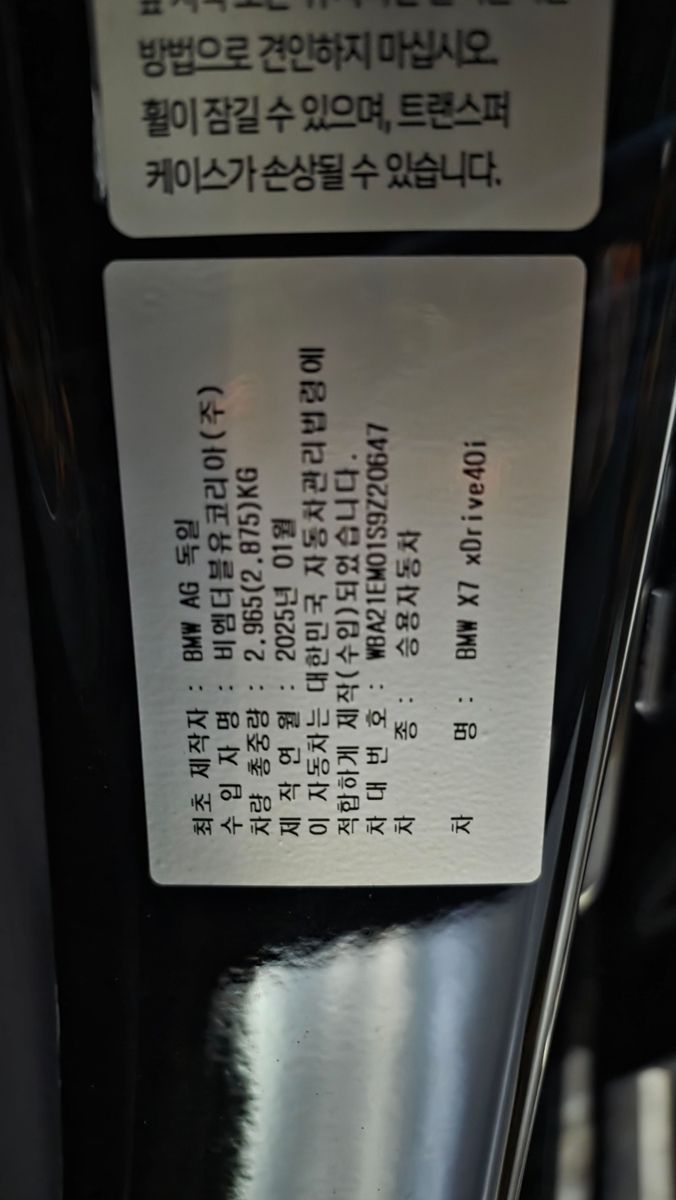 방법으로 견인하지 마십시오.
휠이 잠길 수 있으며, 트랜스퍼
케이스가 손상될 수 있습니다.
최초 제작자 : BMW AG 독일
수 입 자 명 : 비엠더블유코리아(주)
차량 총중량 : 2.965(2.875)KG
제 작 연 월 : 2025년 01월
이 자동차는 대한민국 자동차관리법령에
적합하게 제작(수입)되었습니다.
차 대 번 호 : WBA21EM01S9Z20647
차 종 : 승용자동차
차 명 : BMW X7 xDrive40i